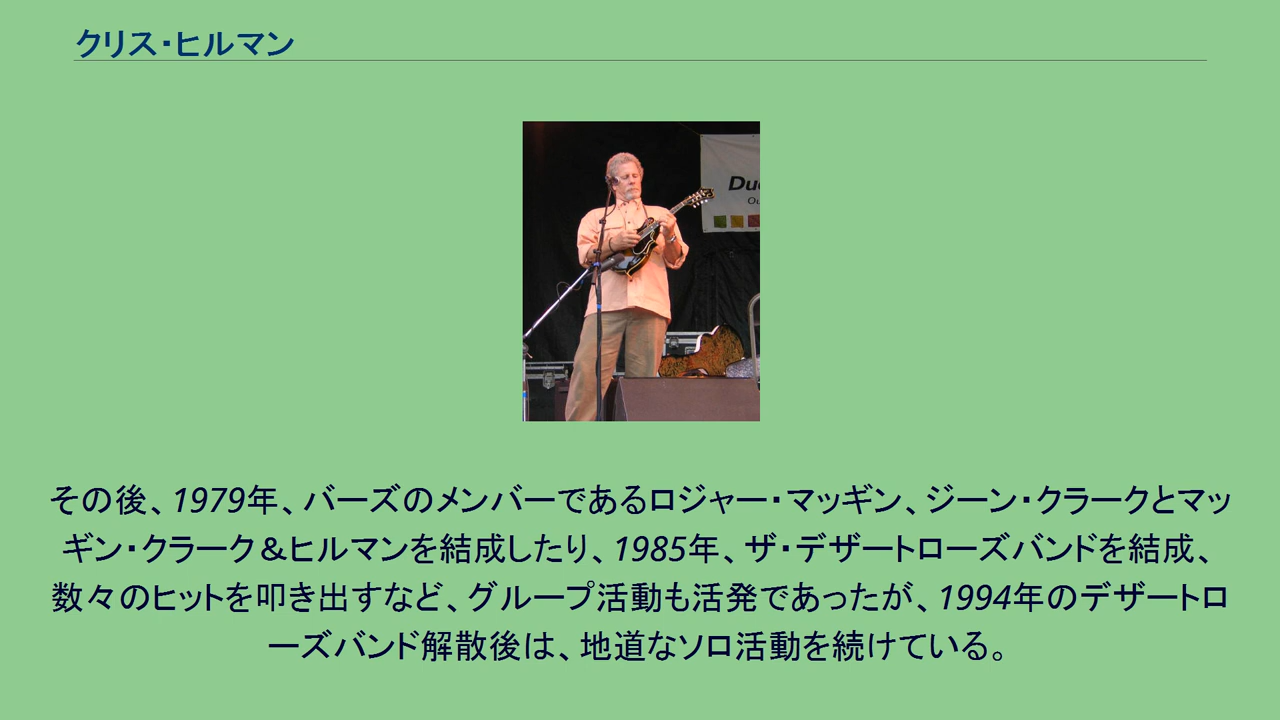 クリス・ヒルマン
Du
Ou
その後、1979年、バーズのメンバーであるロジャー・マッギン、ジーン・クラークとマッ
ギン・クラーク＆ヒルマンを結成したり、1985年、ザ・デザートローズバンドを結成、
数々のヒットを叩き出すなど、グループ活動も活発であったが、1994年のデザートロ
ーズバンド解散後は、地道なソロ活動を続けている。